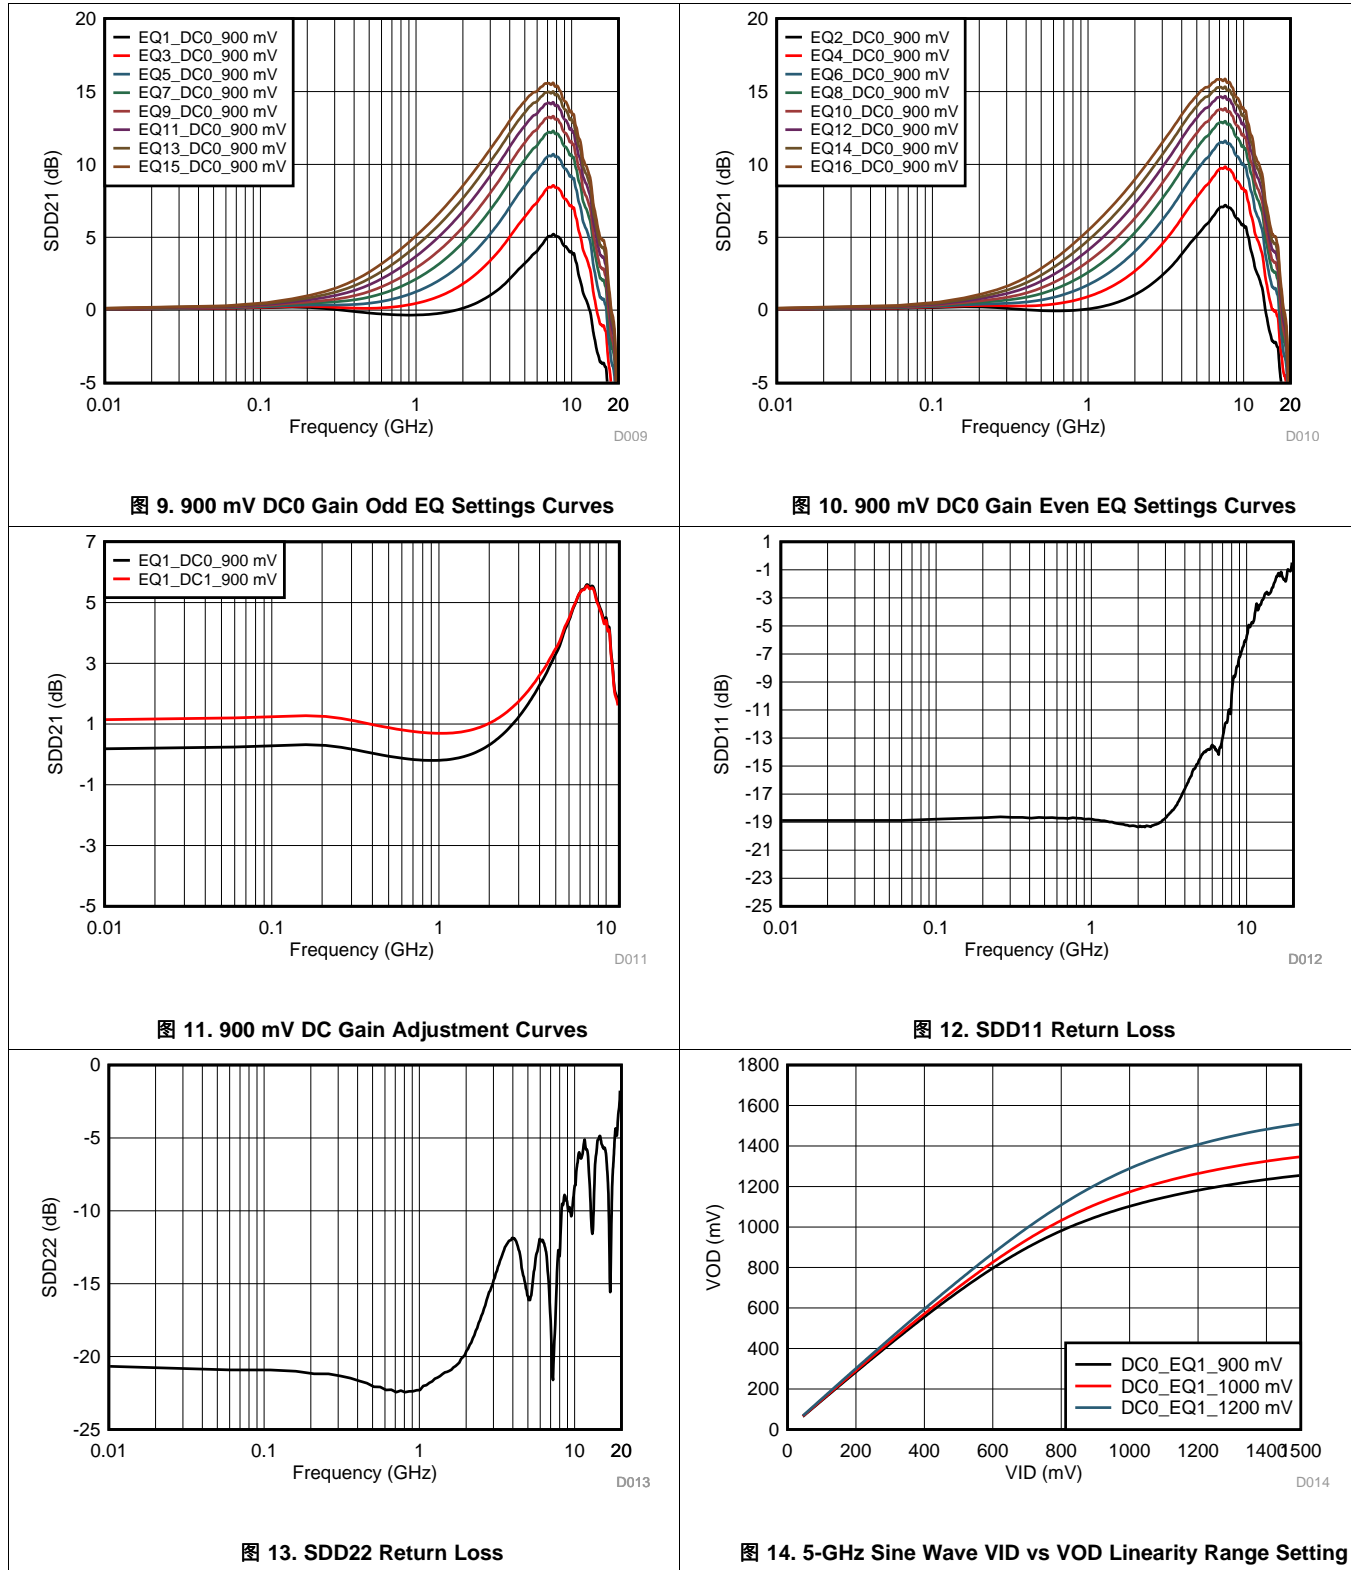 20
15
10
5
0
-5
SDD21 (dB)
EQ1_DC0_900 mV
EQ3_DC0_900 mV
EQ5_DC0_900 mV
EQ7_DC0_900 mV
EQ9_DC0_900 mV
EQ11_DC0_900 mV
EQ13_DC0_900 mV
EQ15_DC0_900 mV
0.01 0.1 1 10 20
Frequency (GHz)
D009
图 9. 900 mV DC0 Gain Odd EQ Settings Curves
20
15
10
5
0
-5
SDD21 (dB)
EQ2_DC0_900 mV
EQ4_DC0_900 mV
EQ6_DC0_900 mV
EQ8_DC0_900 mV
EQ10_DC0_900 mV
EQ12_DC0_900 mV
EQ14_DC0_900 mV
EQ16_DC0_900 mV
0.01 0.1 1 10 20
Frequency (GHz)
D010
图 10. 900 mV DC0 Gain Even EQ Settings Curves
7
5
3
1
-1
-3
-5
SDD21 (dB)
EQ1_DC0_900 mV
EQ1_DC1_900 mV
0.01 0.1 1 10
Frequency (GHz)
D011
图 11. 900 mV DC Gain Adjustment Curves
1
-1
-3
-5
-7
-9
-11
-13
-15
-17
-19
-21
-23
-25
SDD11 (dB)
0.01 0.1 1 10
Frequency (GHz)
D012
图 12. SDD11 Return Loss
0
-5
-10
-15
-20
-25
SDD22 (dB)
0.01 0.1 1 10 20
Frequency (GHz)
D013
图 13. SDD22 Return Loss
1800
1600
1400
1200
1000
800
600
400
200
0
VOD (mV)
DC0_EQ1_900 mV
DC0_EQ1_1000 mV
DC0_EQ1_1200 mV
0 200 400 600 800 1000 1200 1400 1500
VID (mV)
D014
图 14. 5-GHz Sine Wave VID vs VOD Linearity Range Setting